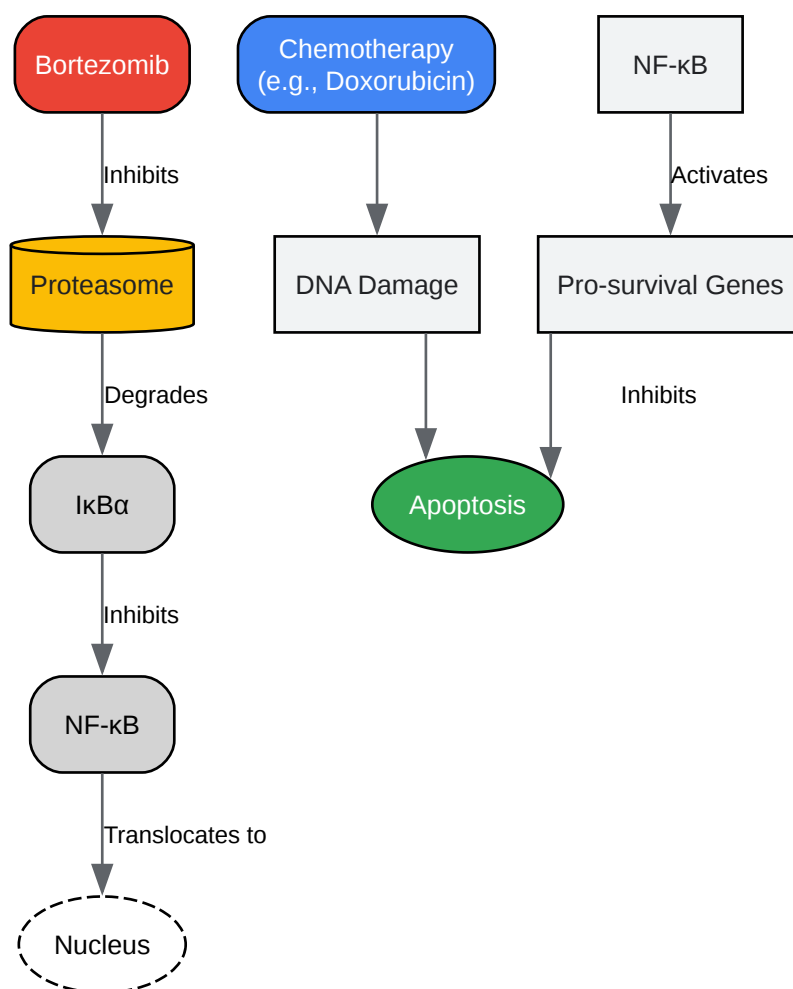 Bortezomib
Chemotherapy
(e.g., Doxorubicin)
NF-κB
Inhibits
Activates
Proteasome
DNA Damage
Pro-survival Genes
Degrades
Inhibits
IκBα
Apoptosis
Inhibits
NF-κB
Translocates to
Nucleus